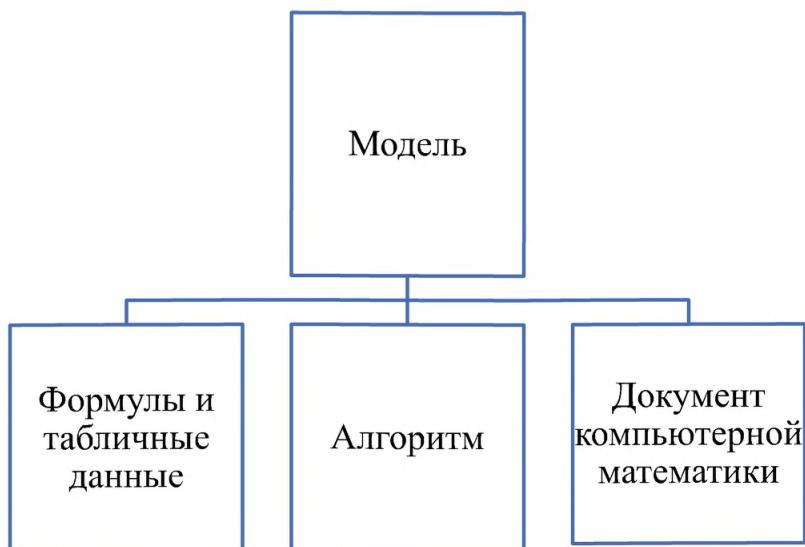 Модель
Формулы и
табличные
данные
Алгоритм
Документ
компьютерной
математики